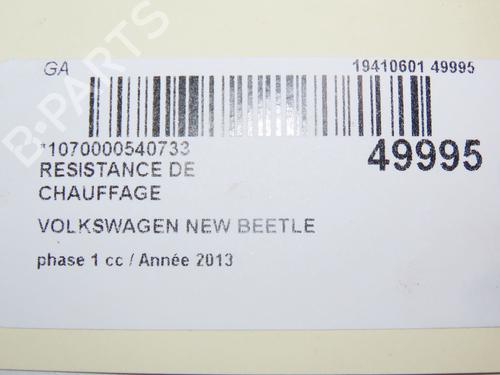 GA
19410601 49995
*1070000540733
49995
RESISTANCE DE
CHAUFFAGE
VOLKSWAGEN NEW BEETLE
phase 1 cc / Année 2013
B-PARTS